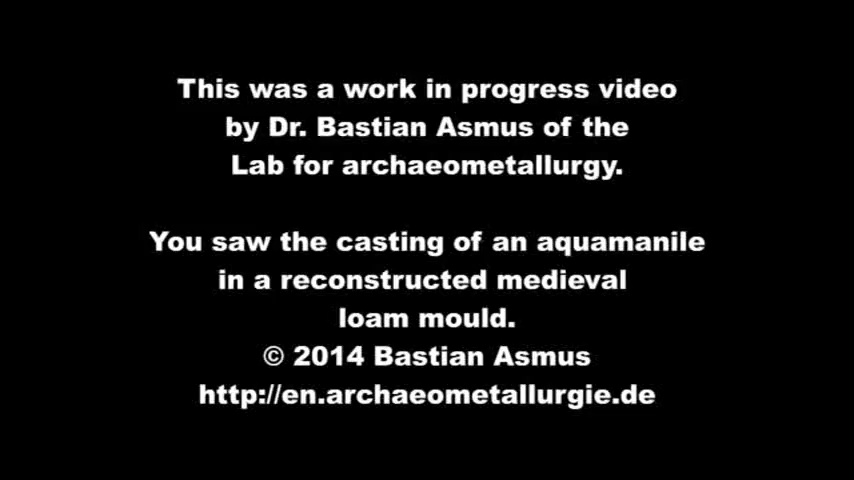 This was a work in progress video
by Dr. Bastian Asmus of the
Lab for archaeometallurgy.
You saw the casting of an aquamanile
in a reconstructed medieval
loam mould.
© 2014 Bastian Asmus
http://en.archaeometallurgie.de